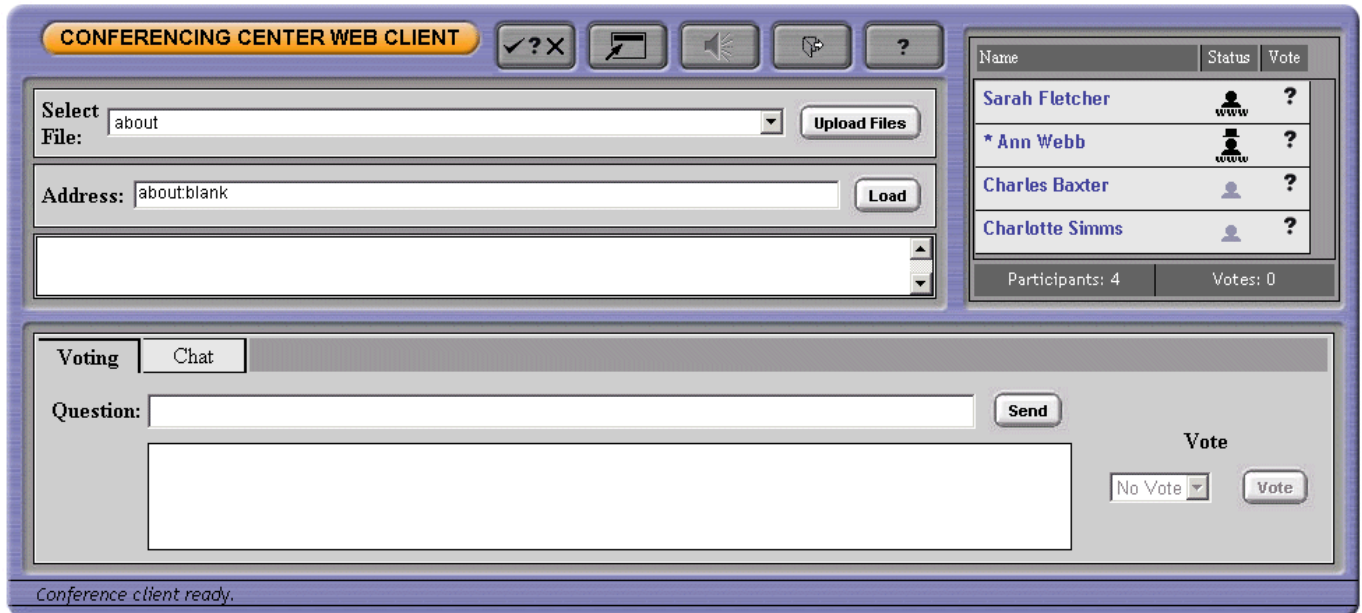 CONFERENCING CENTER WEB CLIENT
?
?
Select
File:
about
Upload Files
Address:
about:blank
Load
Name Status Vote
Sarah Fletcher www ?
* Ann Webb www ?
Charles Baxter ?
Charlotte Simms ?
Participants: 4 Votes: 0
Voting Chat
Question:
Send
Vote
No Vote Vote
Conference client ready.